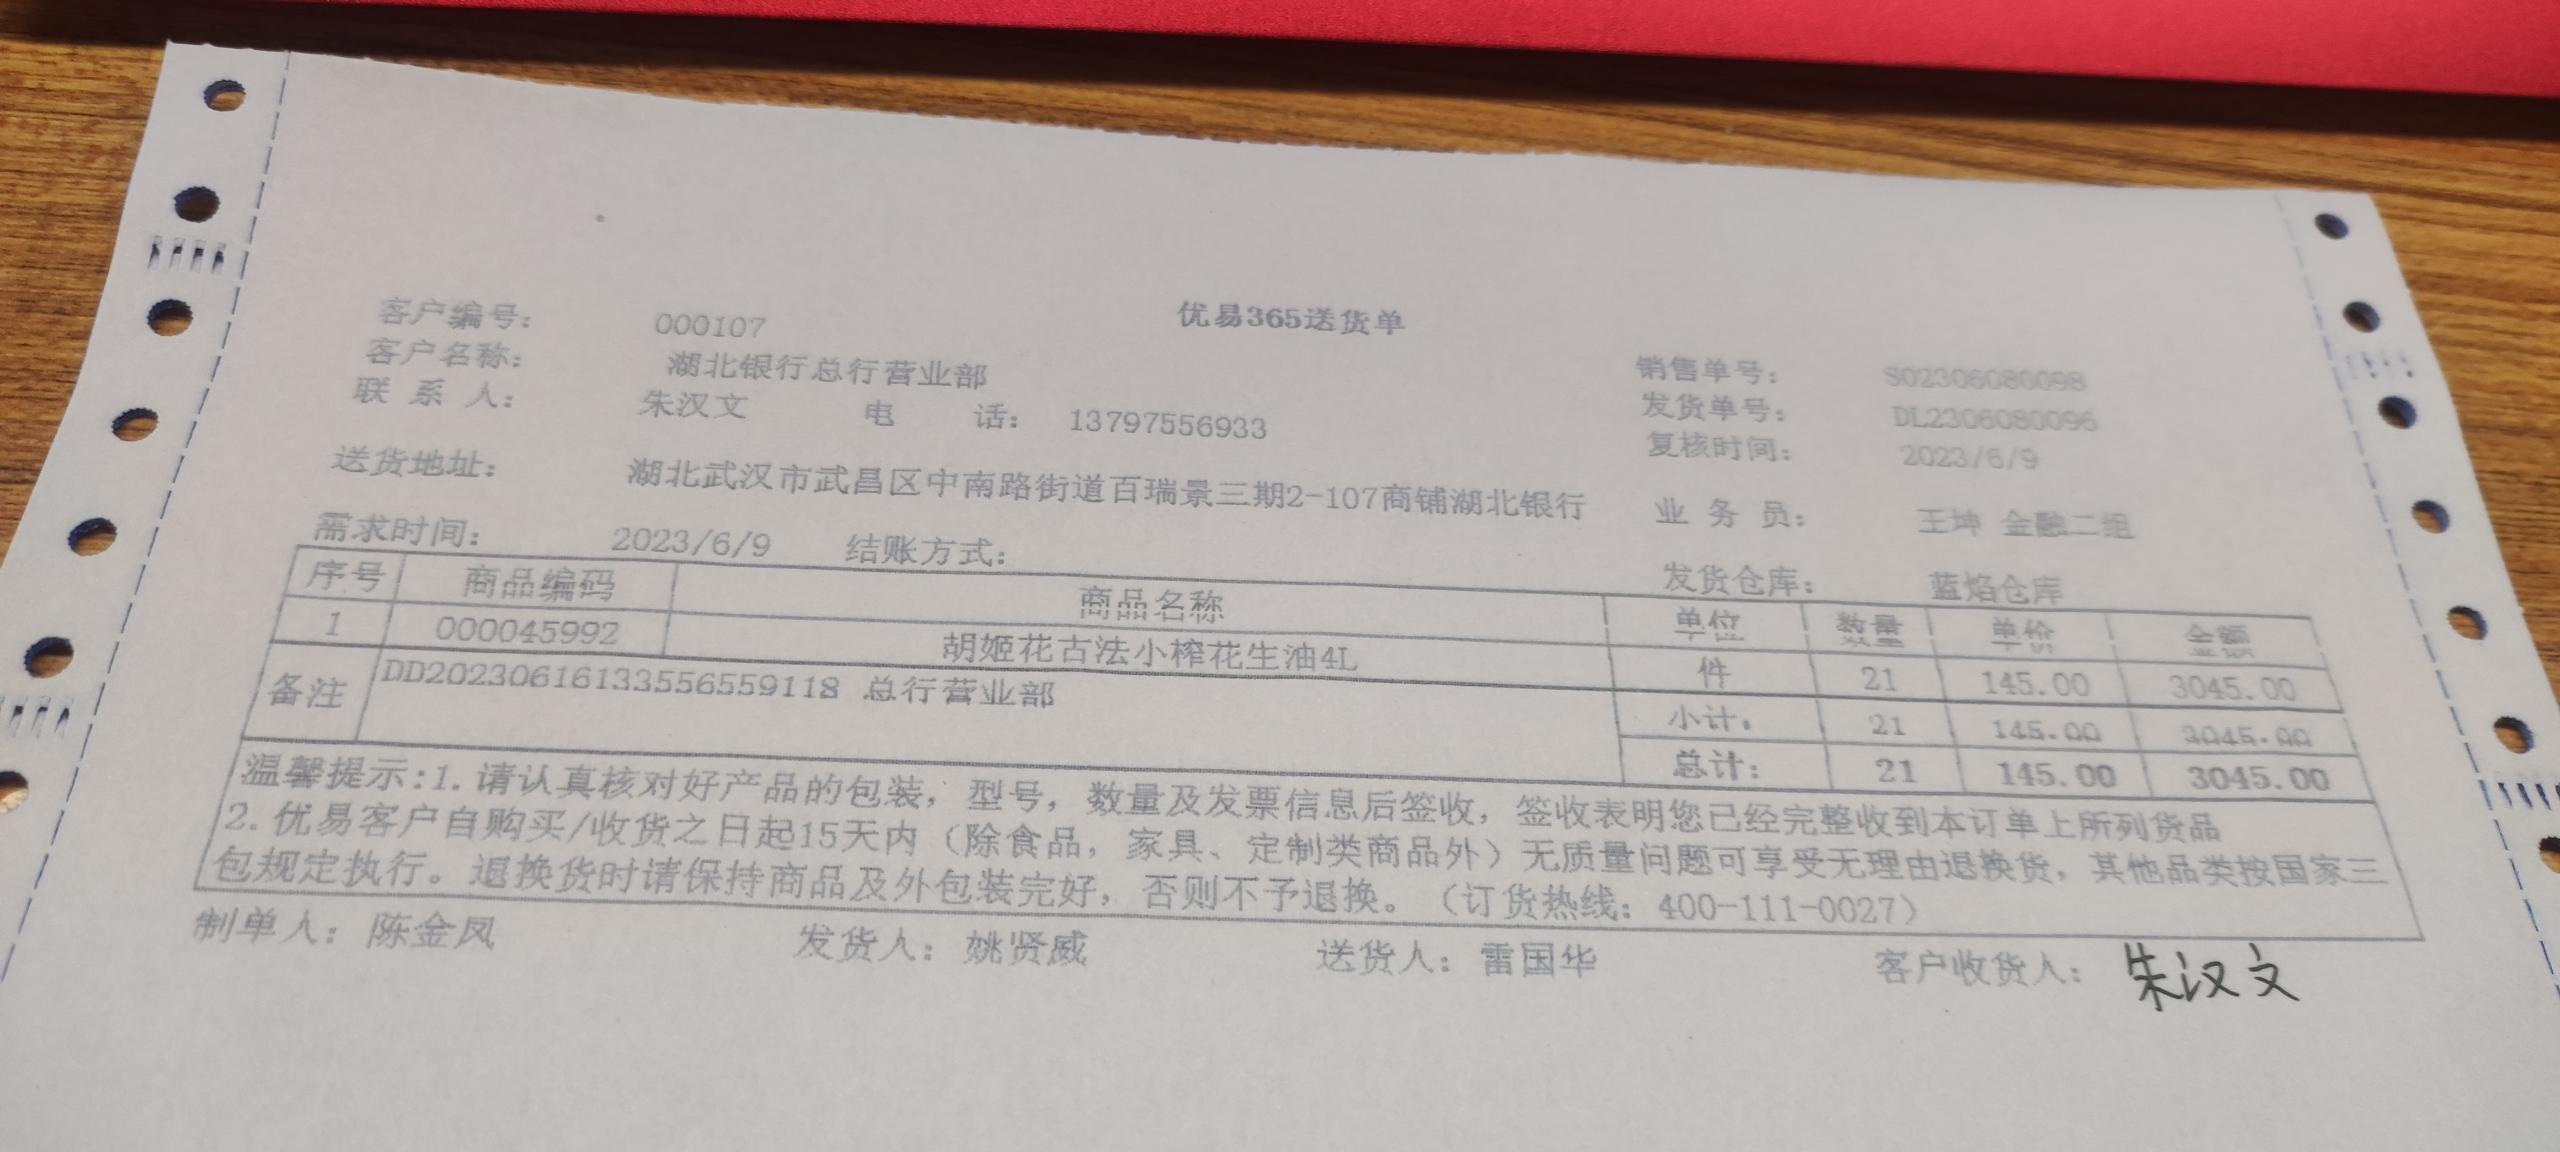 优易365送货单
客户编号： 000107
客户名称： 湖北银行总行营业部 销售单号： SO2306080098
联 系 人： 朱汉文 电 话： 13797556933 发货单号： DL2306080096
复核时间： 2023/6/9
送货地址： 湖北武汉市武昌区中南路街道百瑞景三期2-107商铺湖北银行 业 务 员： 王坤 金融二组
需求时间： 2023/6/9 结账方式： 发货仓库： 蓝焰仓库
序号 商品编码 商品名称 单位 数量 单价 金额
1 000045992 胡姬花古法小榨花生油4L 件 21 145.00 3045.00
备注 DD20230616133556559118 总行营业部 小计： 21 145.00 3045.00
总计： 21 145.00 3045.00
温馨提示:1.请认真核对好产品的包装，型号，数量及发票信息后签收，签收表明您已经完整收到本订单上所列货品
2.优易客户自购买/收货之日起15天内（除食品，家具、定制类商品外）无质量问题可享受无理由退换货，其他品类按国家三
包规定执行。退换货时请保持商品及外包装完好，否则不予退换。（订货热线：400-111-0027）
制单人：陈金凤 发货人：姚贤威 送货人：雷国华 客户收货人：朱汉文